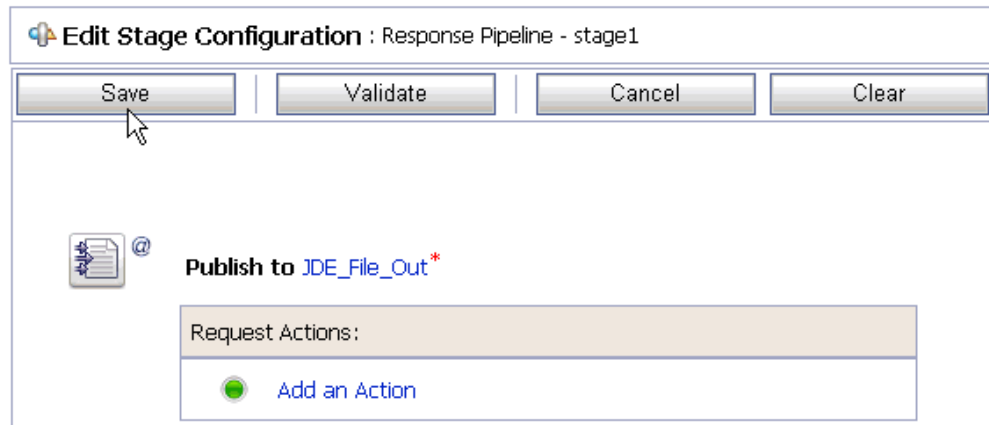 Edit Stage Configuration : Response Pipeline - stage1
Save Validate Cancel Clear
@
Publish to JDE_File_Out*
Request Actions:
Add an Action